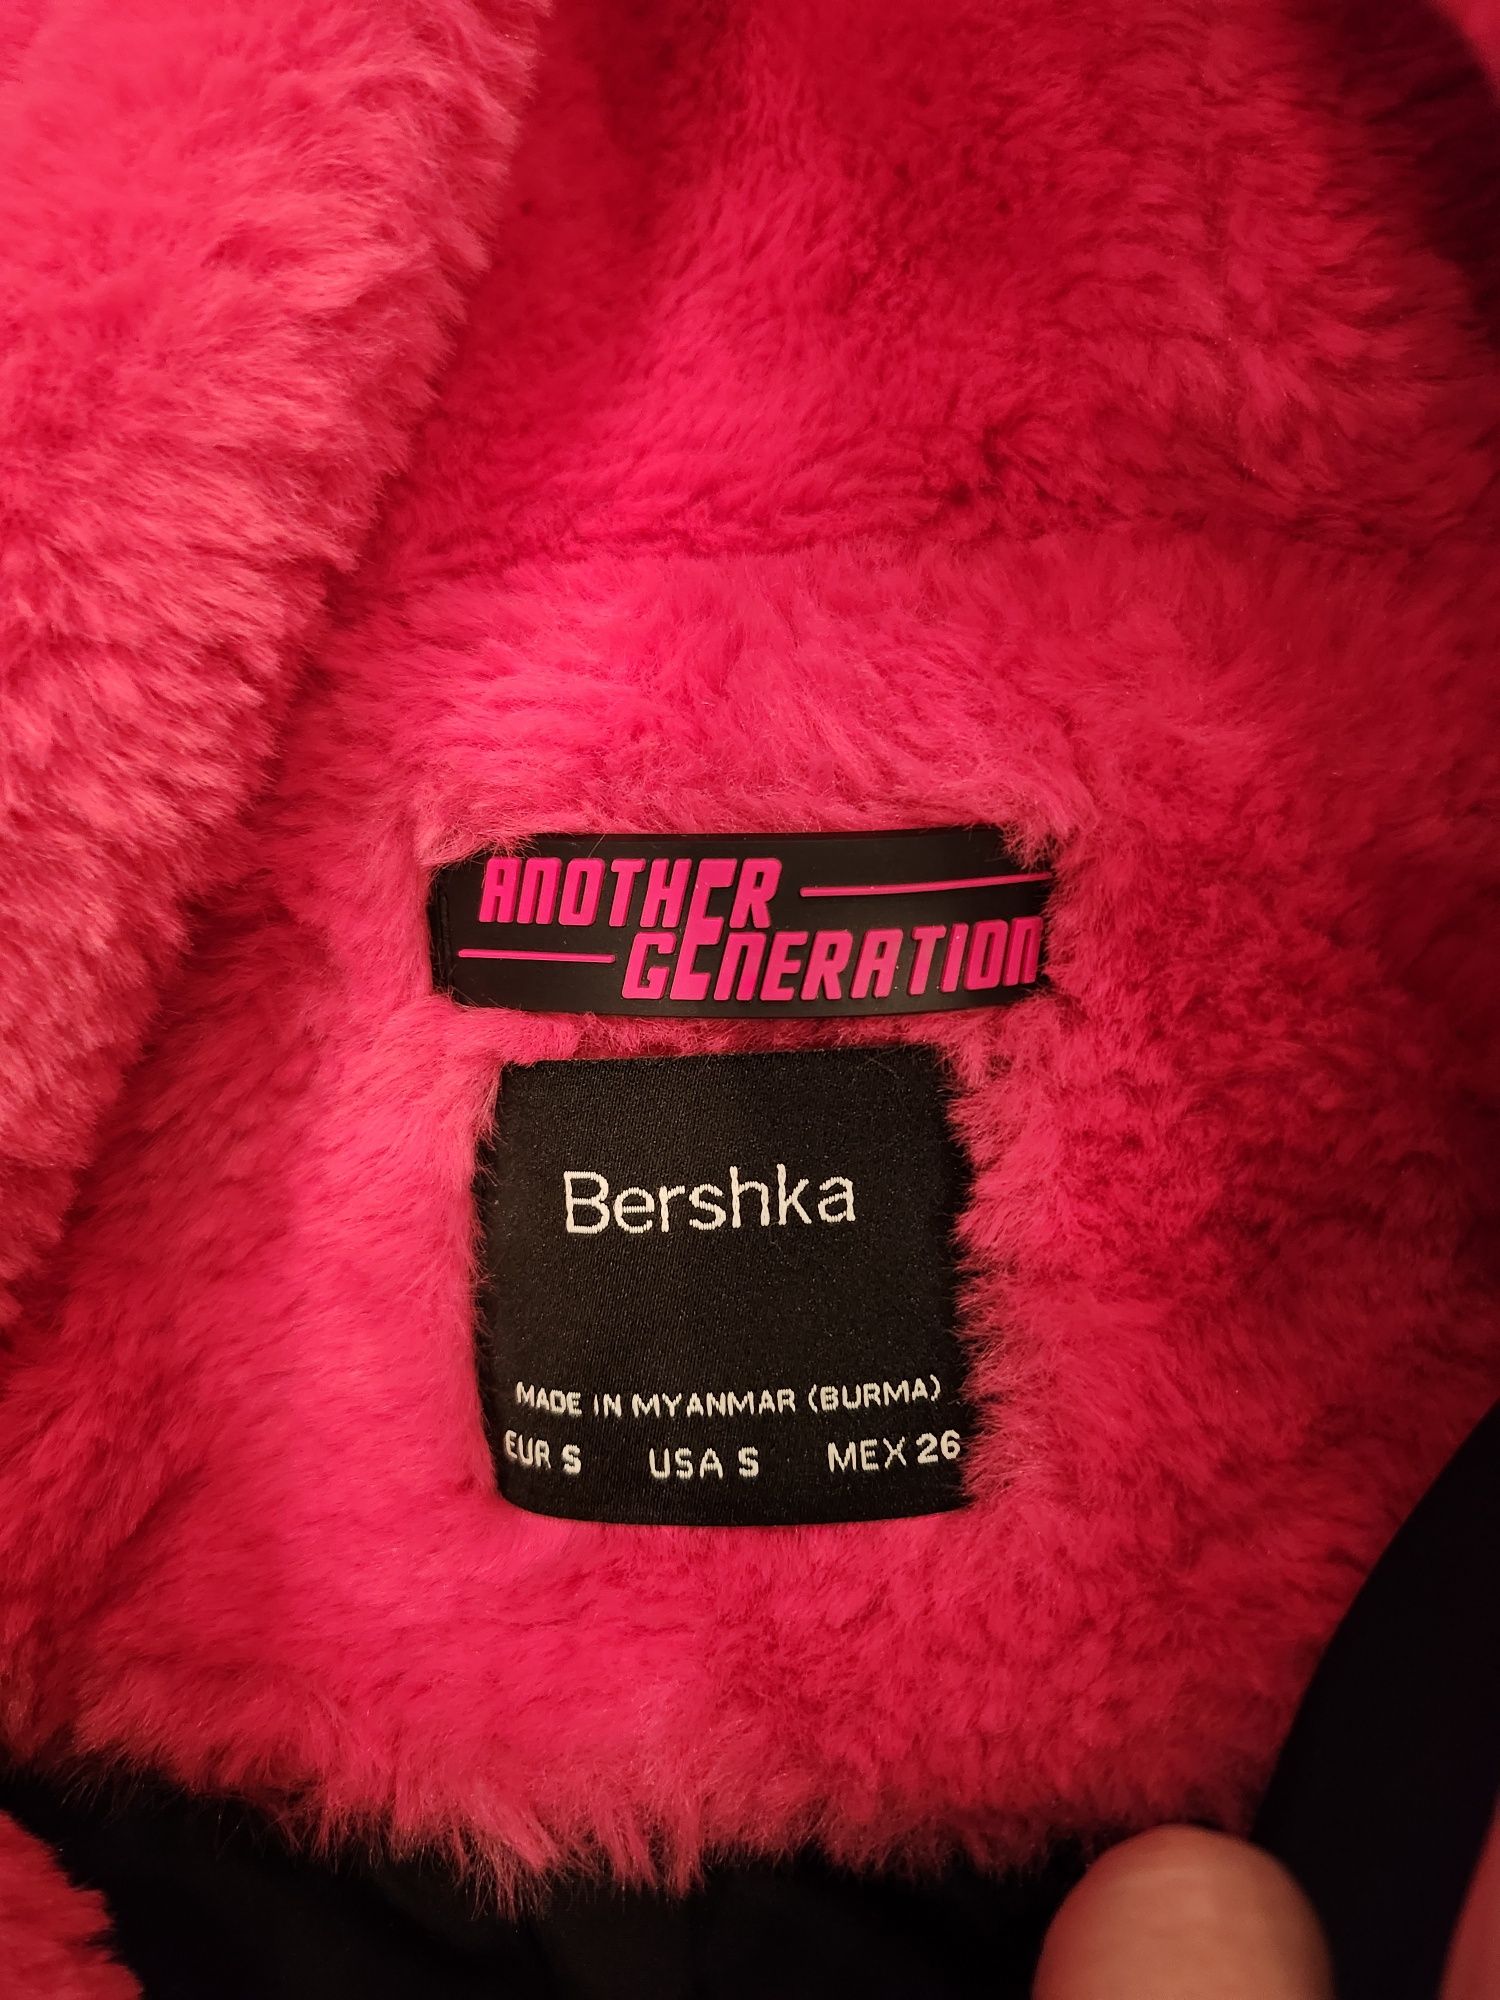 ANOTHER
GENERATION
Bershka
MADE IN MYANMAR (BURMA)
EUR S USA S MEX 26